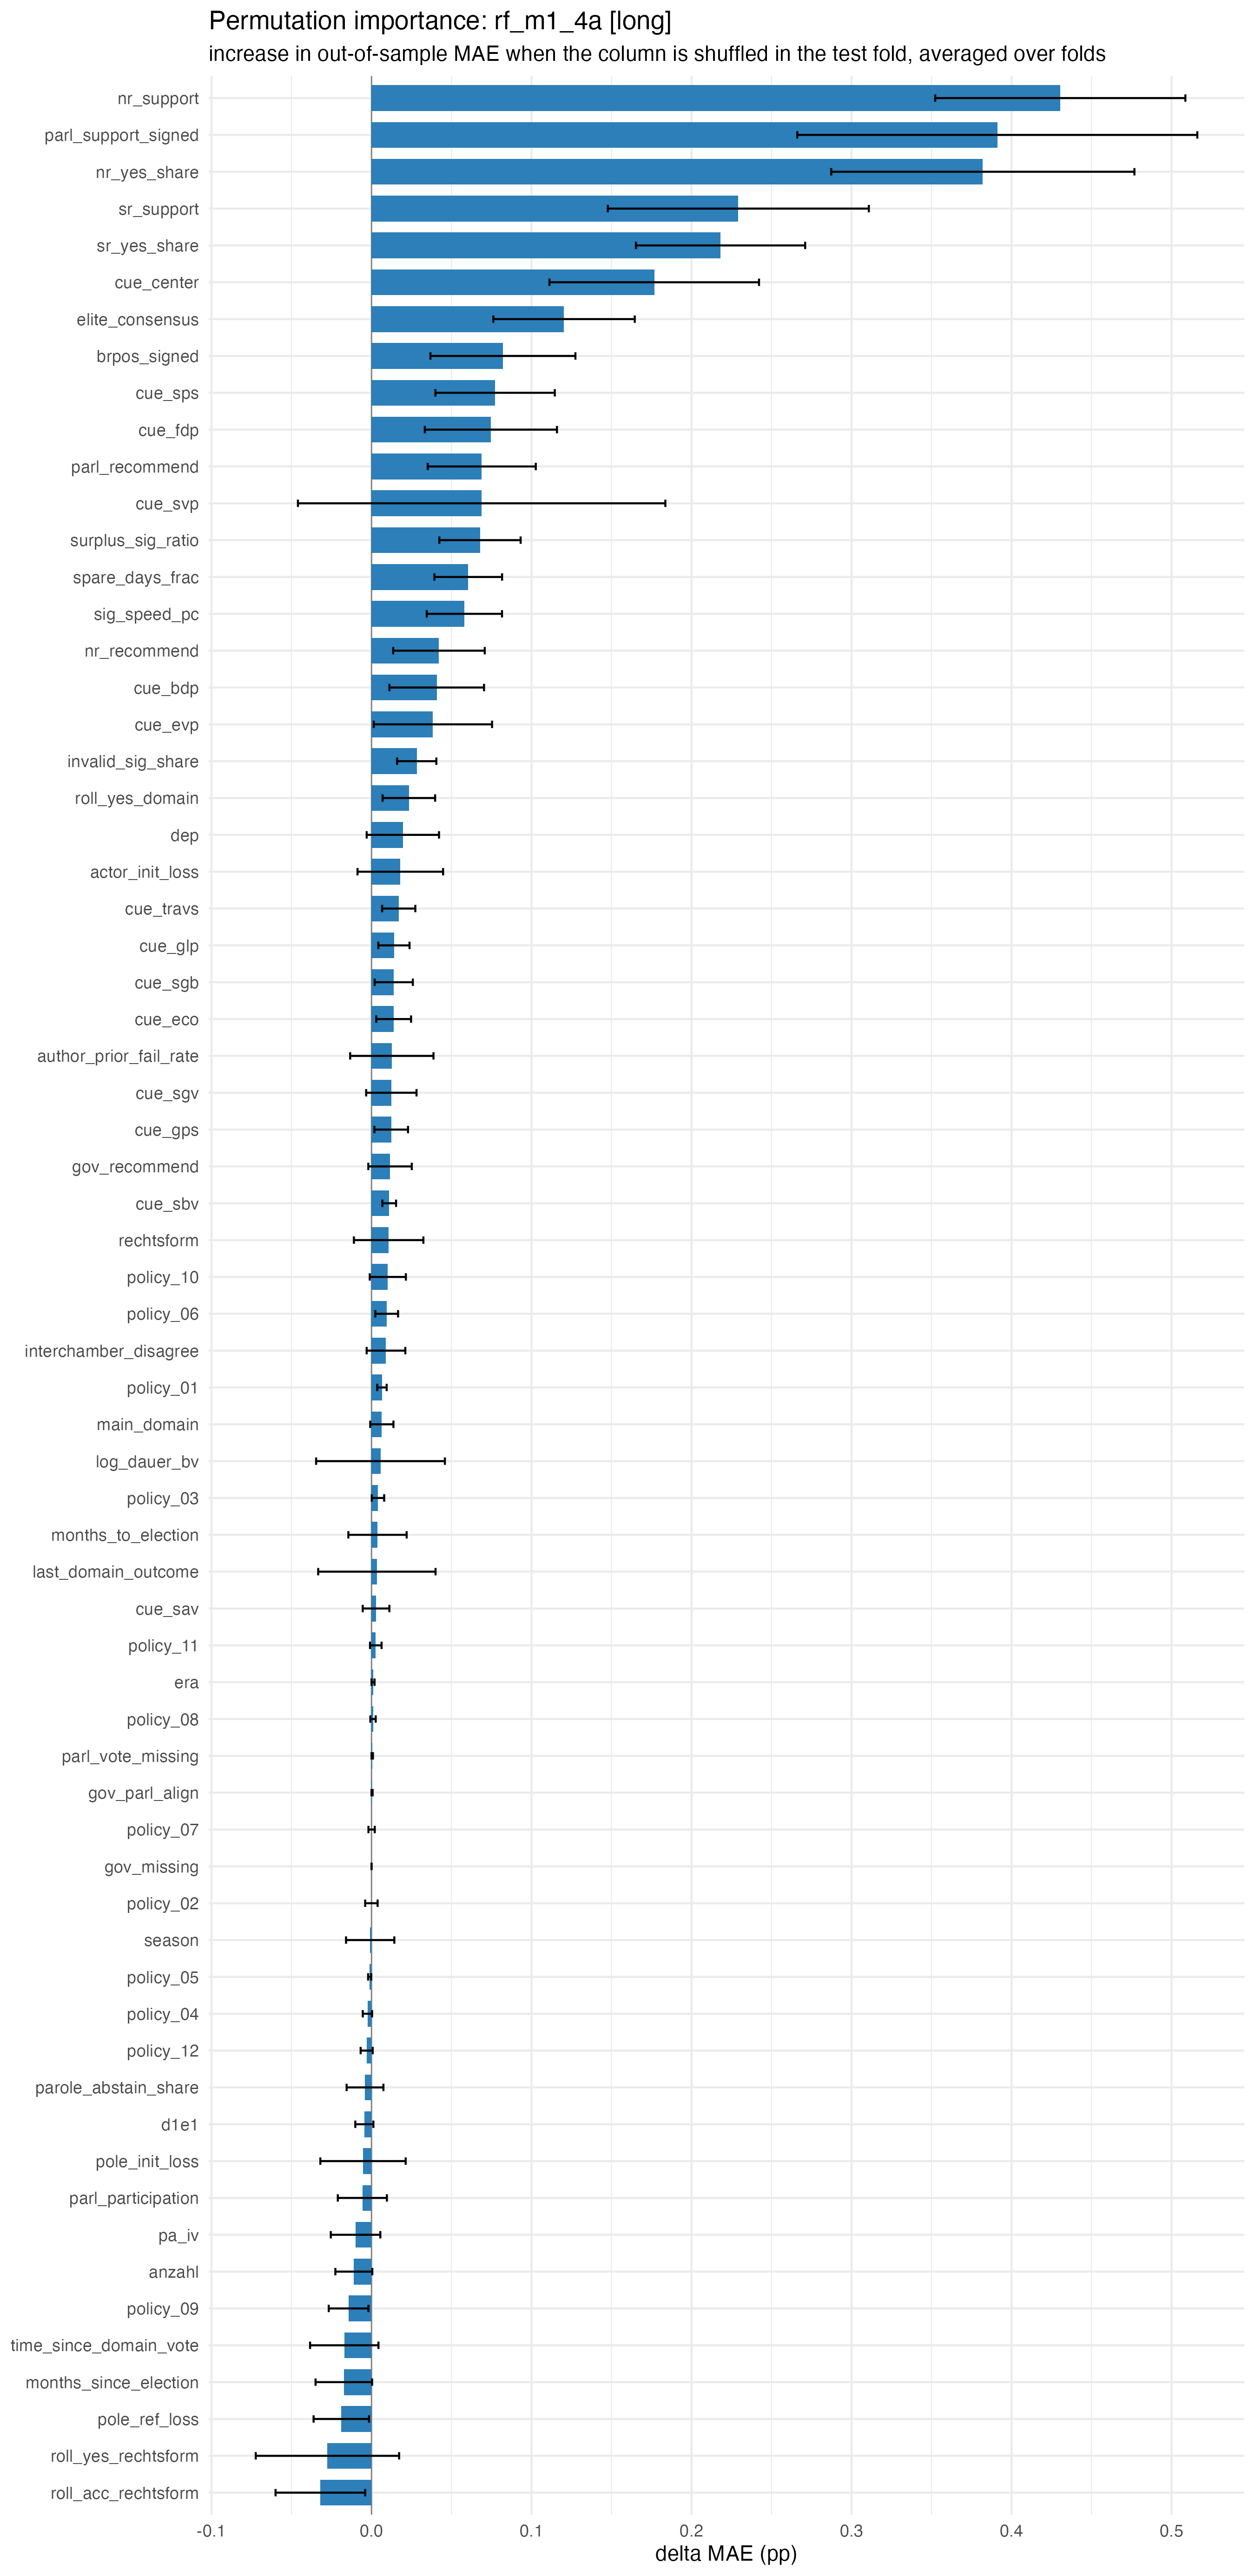 Permutation importance: rf_m1_4a [long]
increase in out-of-sample MAE when the column is shuffled in the test fold, averaged over folds
nr_support
parl_support_signed
nr_yes_share
sr_support
sr_yes_share
cue_center
elite_consensus
brpos_signed
cue_sps
cue_fdp
parl_recommend
cue_svp
surplus_sig_ratio
spare_days_frac
sig_speed_pc
nr_recommend
cue_bdp
cue_evp
invalid_sig_share
roll_yes_domain
dep
actor_init_loss
cue_travs
cue_glp
cue_sgb
cue_eco
author_prior_fail_rate
cue_sgv
cue_gps
gov_recommend
cue_sbv
rechtsform
policy_10
policy_06
interchamber_disagree
policy_01
main_domain
log_dauer_bv
policy_03
months_to_election
last_domain_outcome
cue_sav
policy_11
era
policy_08
parl_vote_missing
gov_parl_align
policy_07
gov_missing
policy_02
season
policy_05
policy_04
policy_12
parole_abstain_share
d1e1
pole_init_loss
parl_participation
pa_iv
anzahl
policy_09
time_since_domain_vote
months_since_election
pole_ref_loss
roll_yes_rechtsform
roll_acc_rechtsform
-0.1 0.0 0.1 0.2 0.3 0.4 0.5
delta MAE (pp)